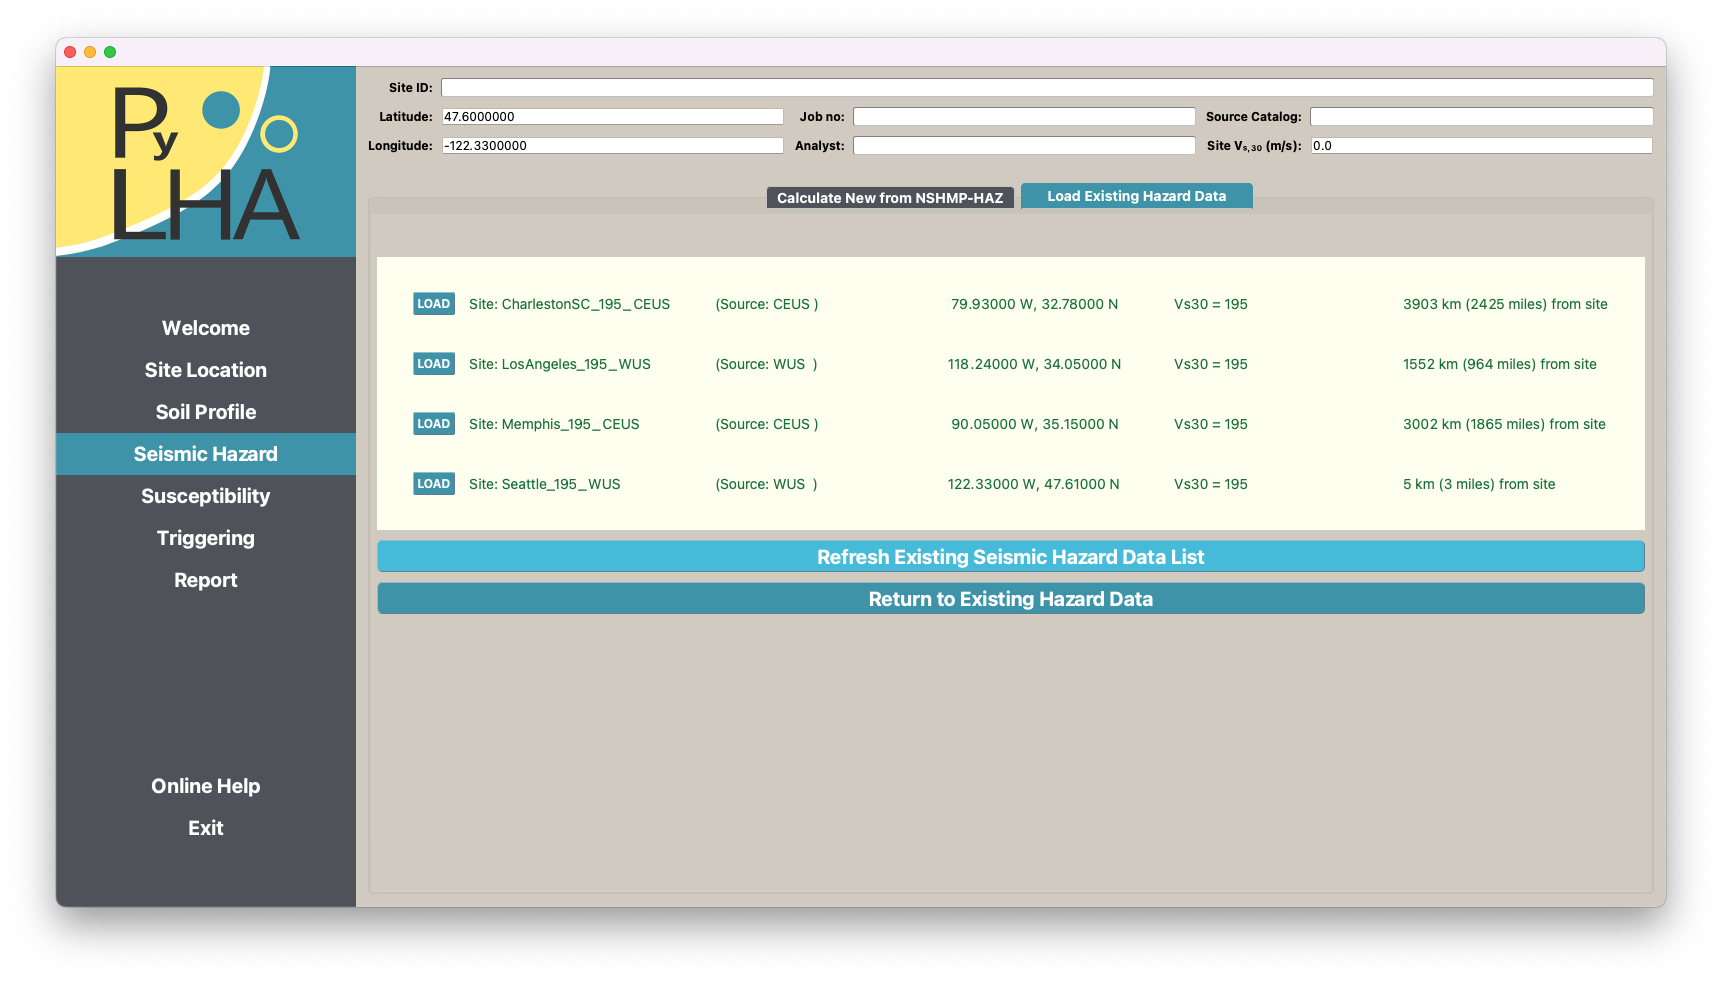 Py
LHA
Site ID:
Latitude: 47.6000000 Job no: Source Catalog:
Longitude: -122.3300000 Analyst: Site Vs,30 (m/s): 0.0
Calculate New from NSHMP-HAZ Load Existing Hazard Data
LOAD Site: CharlestonSC_195_CEUS (Source: CEUS ) 79.93000 W, 32.78000 N Vs30 = 195 3903 km (2425 miles) from site
LOAD Site: LosAngeles_195_WUS (Source: WUS ) 118.24000 W, 34.05000 N Vs30 = 195 1552 km (964 miles) from site
LOAD Site: Memphis_195_CEUS (Source: CEUS ) 90.05000 W, 35.15000 N Vs30 = 195 3002 km (1865 miles) from site
LOAD Site: Seattle_195_WUS (Source: WUS ) 122.33000 W, 47.61000 N Vs30 = 195 5 km (3 miles) from site
Refresh Existing Seismic Hazard Data List
Return to Existing Hazard Data
Welcome
Site Location
Soil Profile
Seismic Hazard
Susceptibility
Triggering
Report
Online Help
Exit